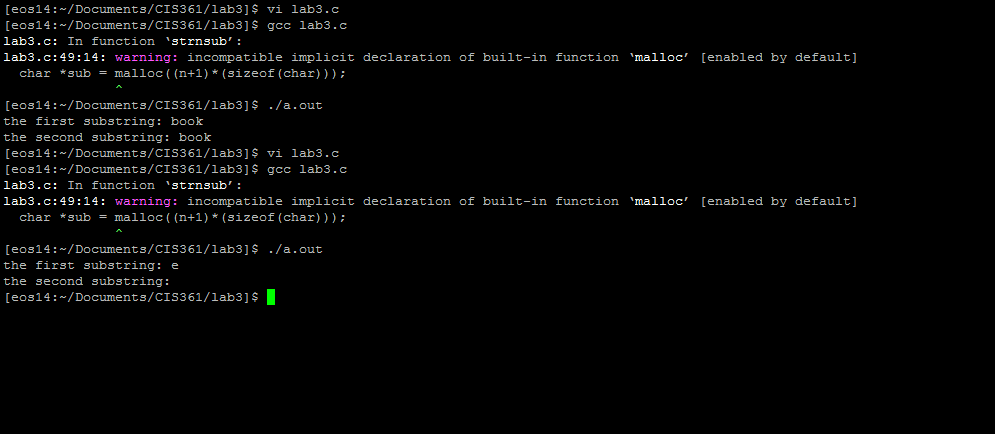 [eos14:~/Documents/CIS361/lab3]$ vi lab3.c
[eos14:~/Documents/CIS361/lab3]$ gcc lab3.c
lab3.c: In function ‘strnsub’:
lab3.c:49:14: warning: incompatible implicit declaration of built-in function ‘malloc’ [enabled by default]
  char *sub = malloc((n+1)*(sizeof(char)));
              ^
[eos14:~/Documents/CIS361/lab3]$ ./a.out
the first substring: book
the second substring: book
[eos14:~/Documents/CIS361/lab3]$ vi lab3.c
[eos14:~/Documents/CIS361/lab3]$ gcc lab3.c
lab3.c: In function ‘strnsub’:
lab3.c:49:14: warning: incompatible implicit declaration of built-in function ‘malloc’ [enabled by default]
  char *sub = malloc((n+1)*(sizeof(char)));
              ^
[eos14:~/Documents/CIS361/lab3]$ ./a.out
the first substring: e
the second substring:
[eos14:~/Documents/CIS361/lab3]$